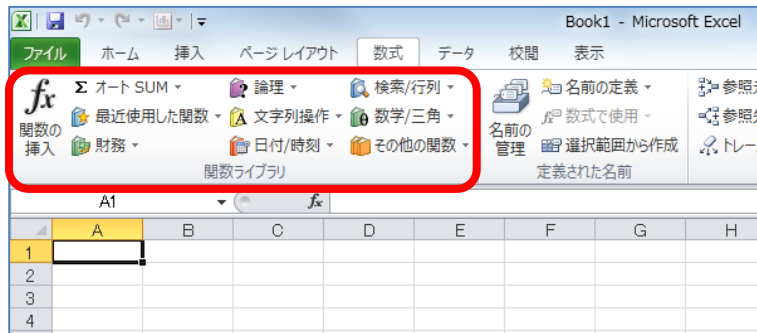 Book1 - Microsoft Excel
ファイル ホーム 挿入 ページ レイアウト 数式 データ 校閲 表示
fx 関数の挿入
Σ オート SUM
最近使用した関数
財務
論理
文字列操作
日付/時刻
検索/行列
数学/三角
その他の関数
関数ライブラリ
名前の管理
名前の定義
数式で使用
選択範囲から作成
定義された名前
参照
参照
トレー
A1 fx
A B C D E F G H
1
2
3
4